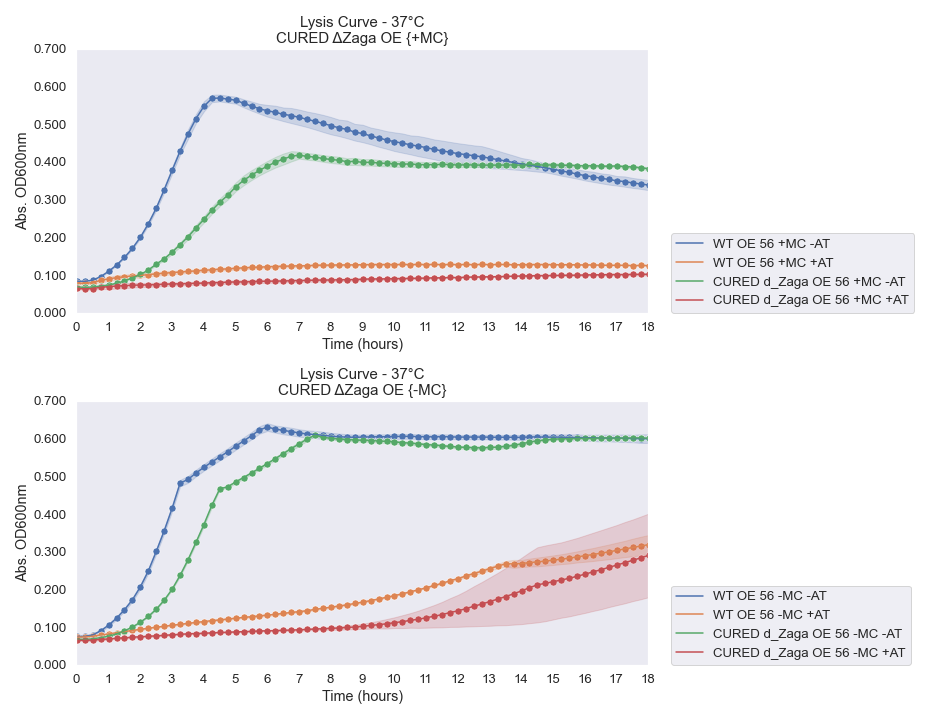 Lysis Curve - 37°C
CURED ΔZaga OE {+MC}
0.700
0.600
0.500
0.400
0.300
0.200
0.100
0.000
Abs. OD600nm
0 1 2 3 4 5 6 7 8 9 10 11 12 13 14 15 16 17 18
Time (hours)
WT OE 56 +MC -AT
WT OE 56 +MC +AT
CURED d_Zaga OE 56 +MC -AT
CURED d_Zaga OE 56 +MC +AT
Lysis Curve - 37°C
CURED ΔZaga OE {-MC}
0.700
0.600
0.500
0.400
0.300
0.200
0.100
0.000
Abs. OD600nm
0 1 2 3 4 5 6 7 8 9 10 11 12 13 14 15 16 17 18
Time (hours)
WT OE 56 -MC -AT
WT OE 56 -MC +AT
CURED d_Zaga OE 56 -MC -AT
CURED d_Zaga OE 56 -MC +AT